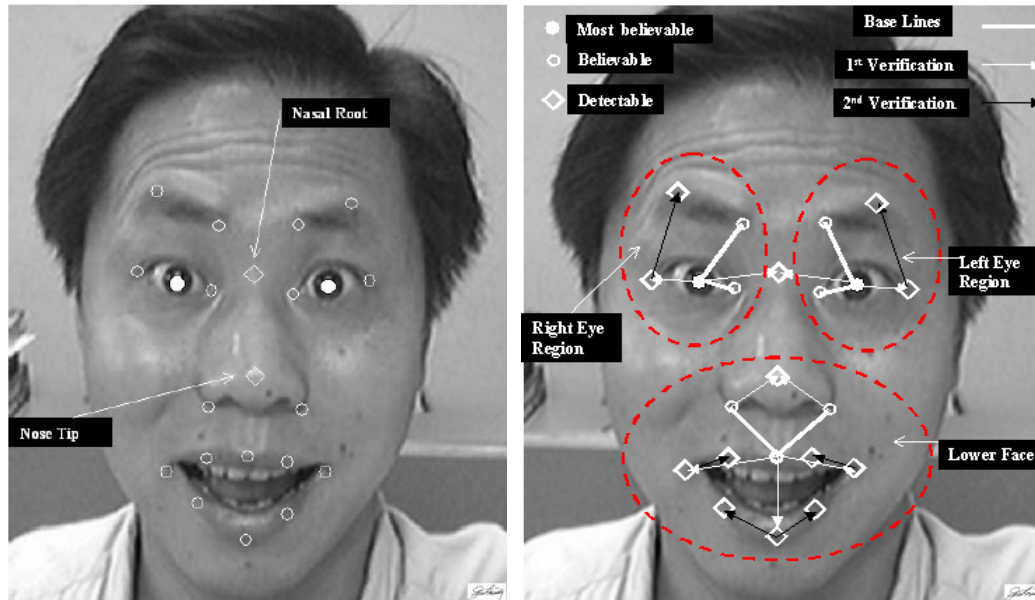 Nasal Root
Nose Tip
Most believable
Believable
Detectable
Base Lines
1st Verification
2nd Verification
Left Eye
Region
Right Eye
Region
Lower Face